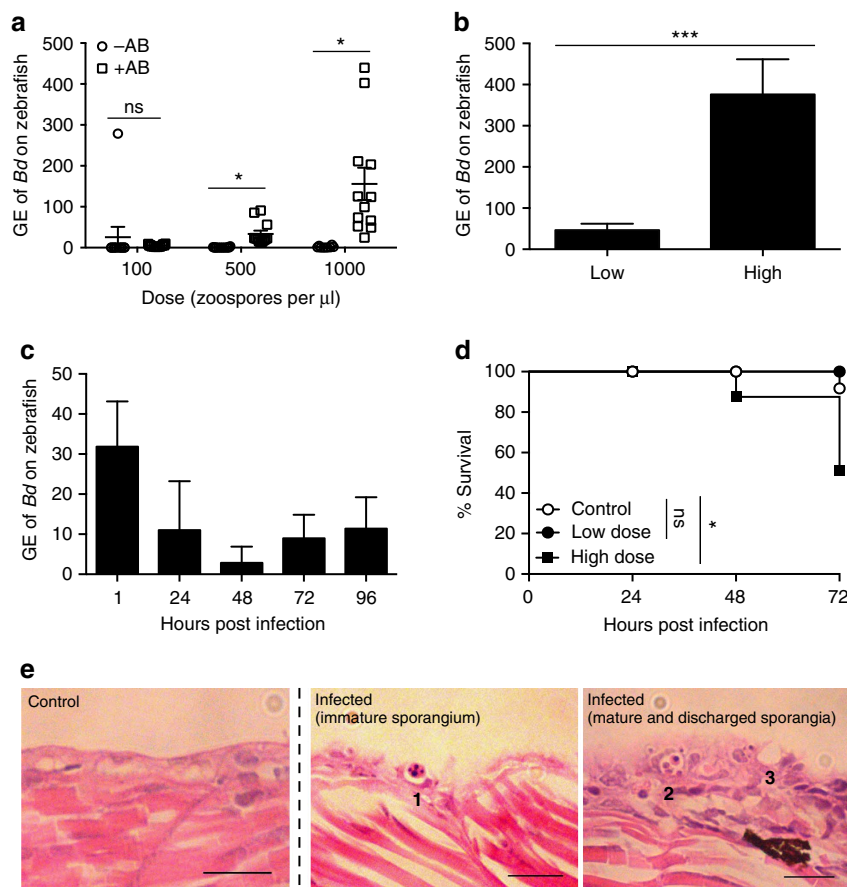 a
GE of Bd on zebrafish
500
400
300
200
100
0
–AB
+AB
ns
*
*
100
500
1000
Dose (zoospores per µl)
b
GE of Bd on zebrafish
500
400
300
200
100
0
***
Low
High
c
GE of Bd on zebrafish
50
40
30
20
10
0
1
24
48
72
96
Hours post infection
d
% Survival
100
80
60
40
20
0
Control
Low dose
High dose
ns
*
0
24
48
72
Hours post infection
e
Control
Infected
(immature sporangium)
1
Infected
(mature and discharged sporangia)
2
3